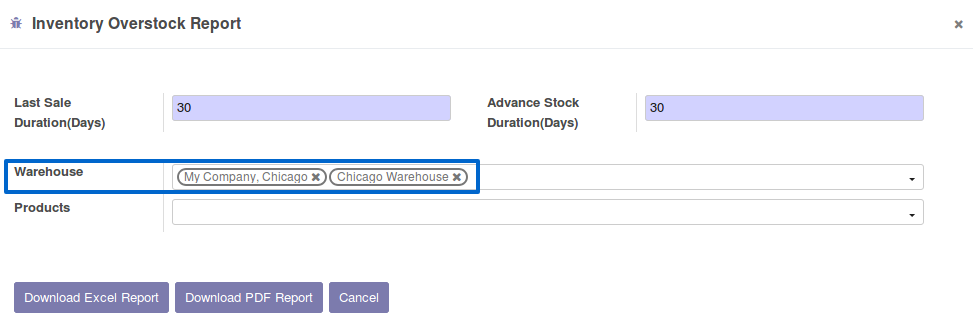 Inventory Overstock Report
Last Sale Duration(Days) 30 Advance Stock Duration(Days) 30
Warehouse My Company, Chicago Chicago Warehouse
Products
Download Excel Report Download PDF Report Cancel